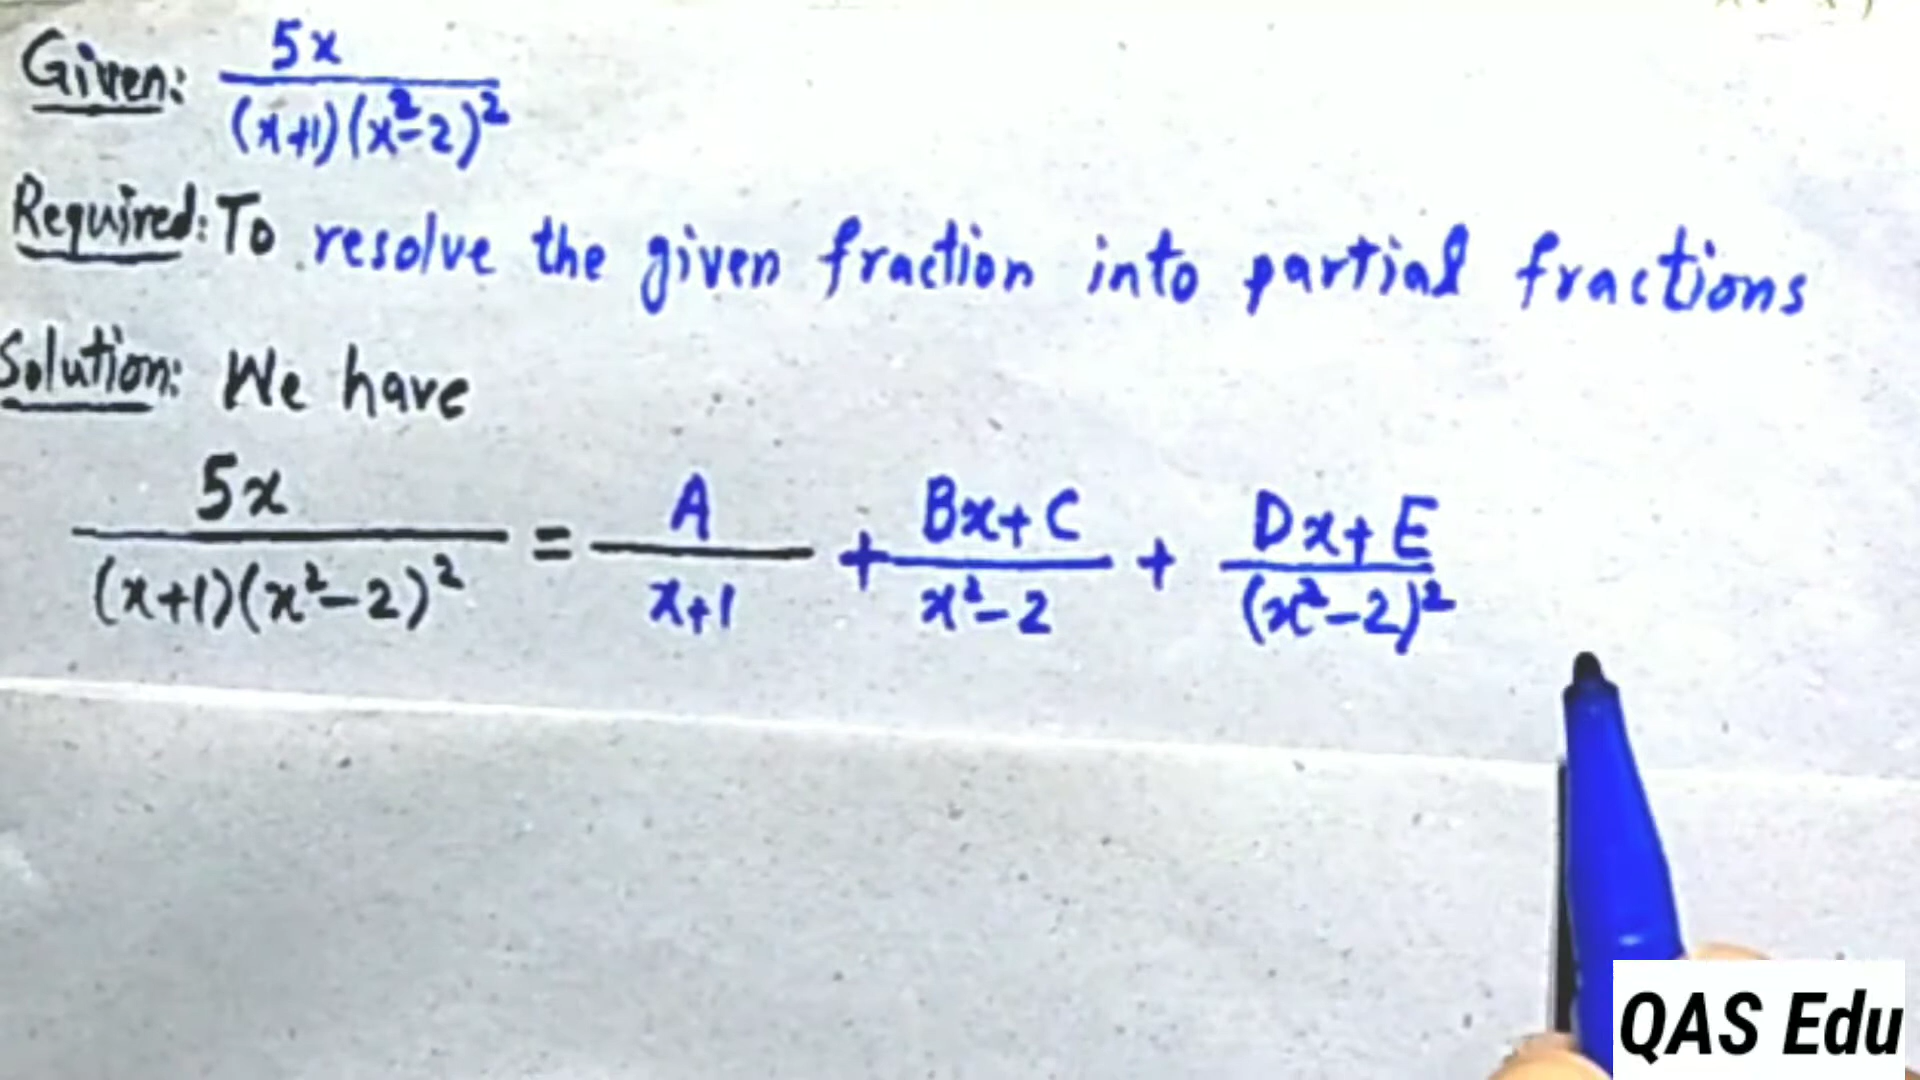 Given: 5x / (x+1)(x²-2)²
Required: To resolve the given fraction into partial fractions
Solution: We have
5x / (x+1)(x²-2)² = A / x+1 + Bx+C / x²-2 + Dx+E / (x²-2)²
QAS Edu